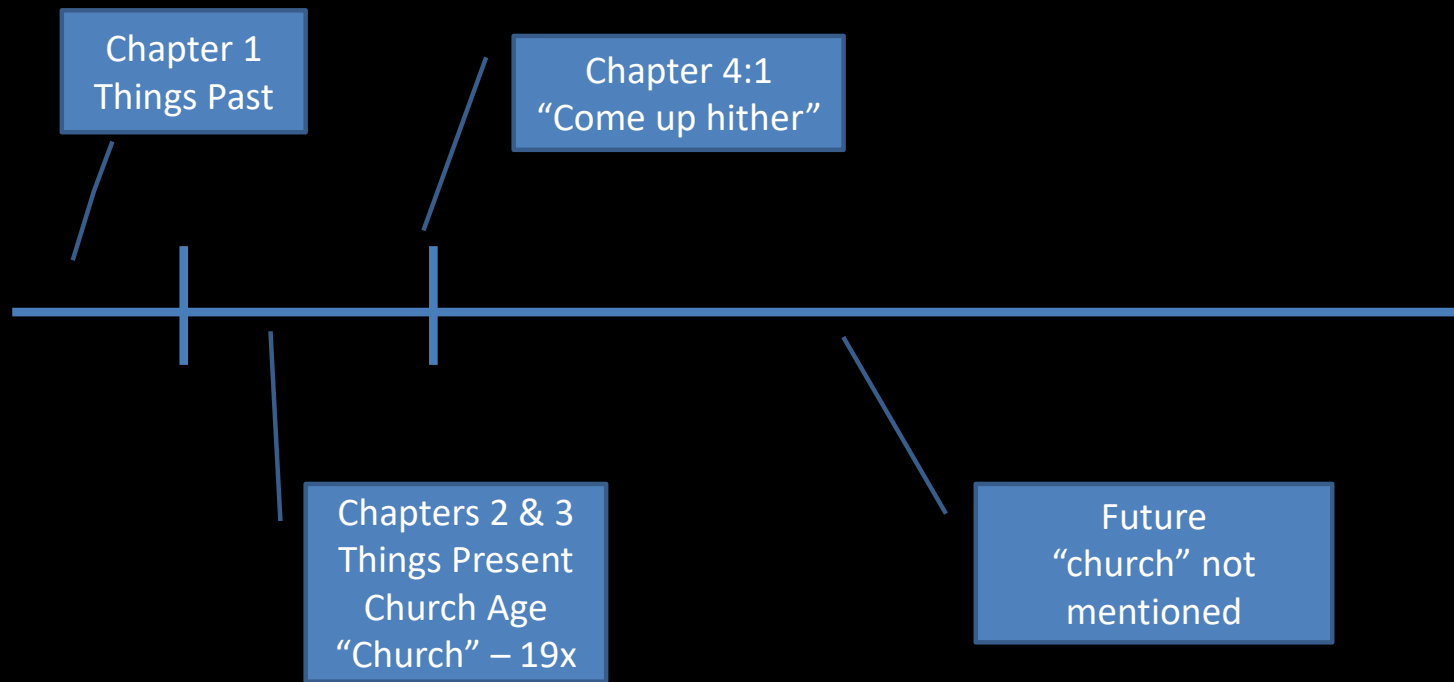 Chapter 1
Things Past
Chapter 4:1
“Come up hither”
Chapters 2 & 3
Things Present
Church Age
“Church” – 19x
Future
“church” not
mentioned